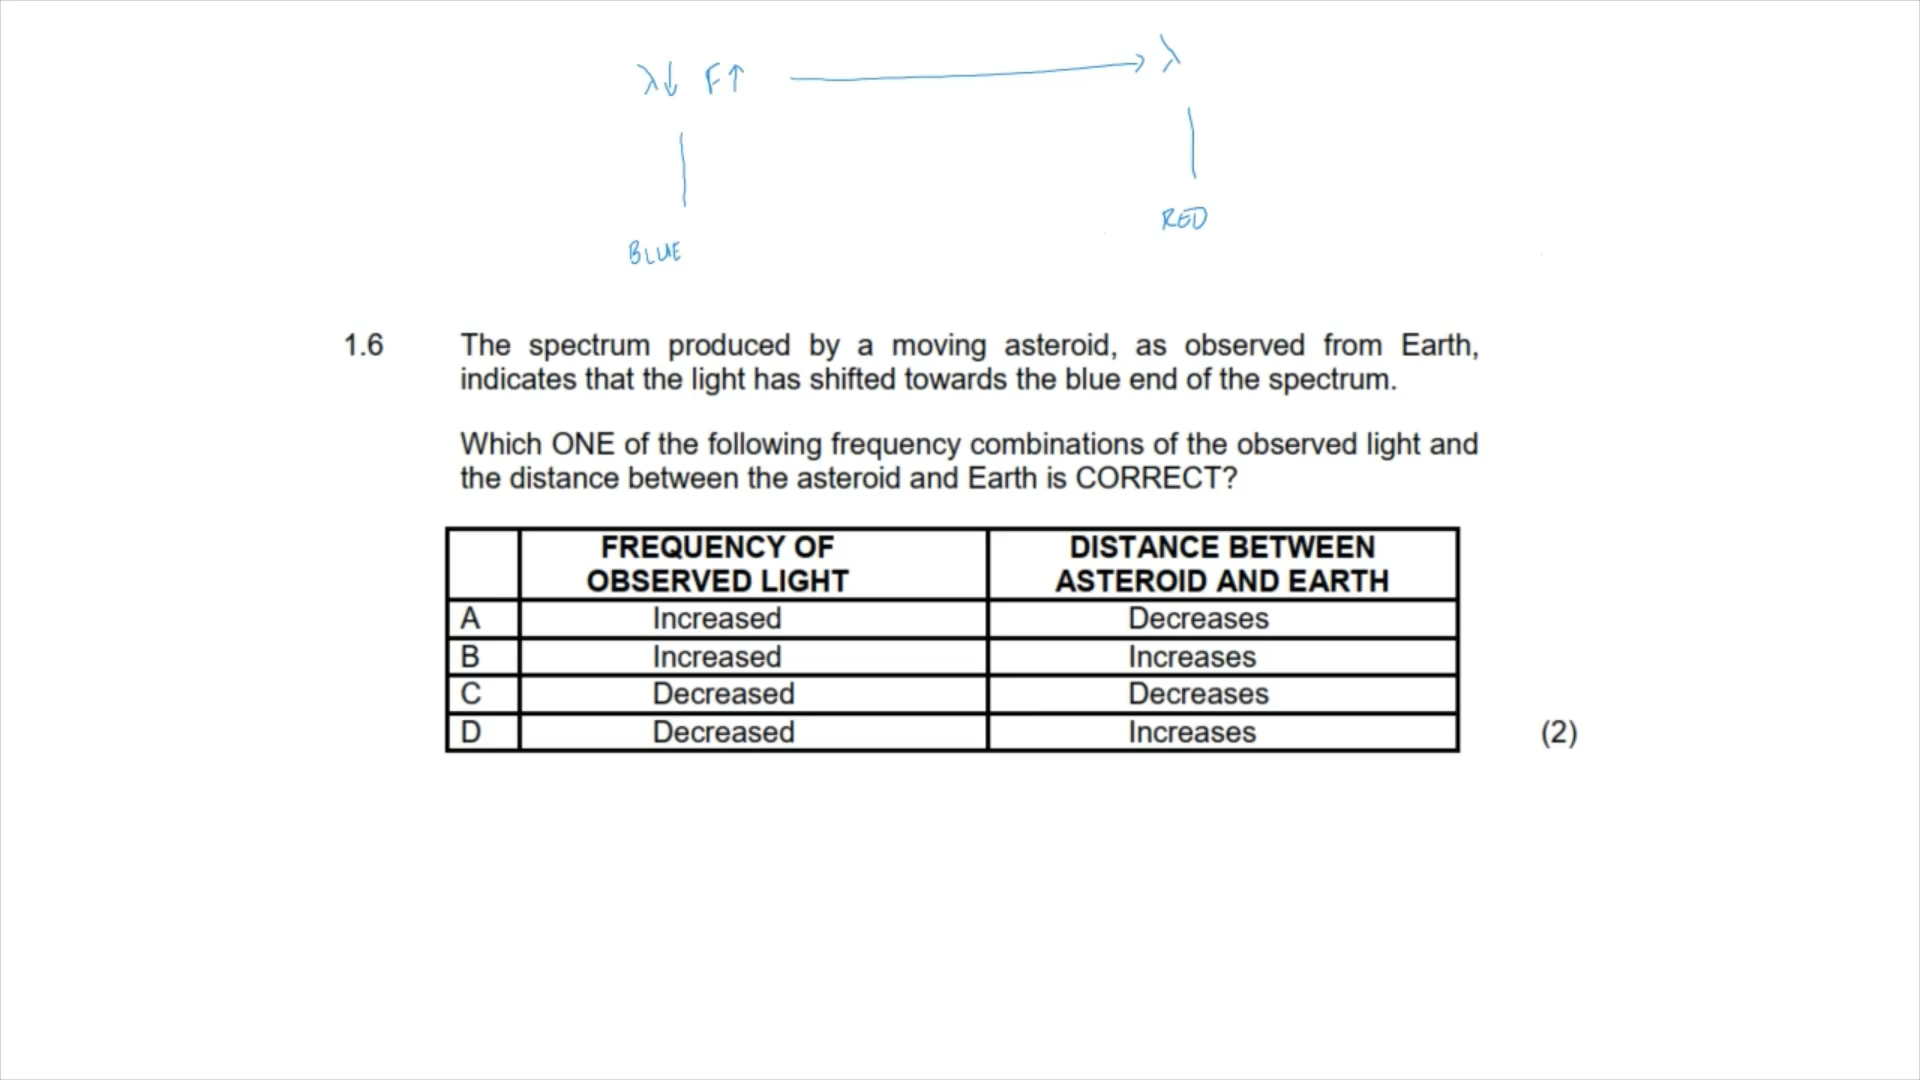 λ↓ F↑ → λ
RED
BLUE
1.6 The spectrum produced by a moving asteroid, as observed from Earth,
indicates that the light has shifted towards the blue end of the spectrum.
Which ONE of the following frequency combinations of the observed light and
the distance between the asteroid and Earth is CORRECT?
FREQUENCY OF OBSERVED LIGHT DISTANCE BETWEEN ASTEROID AND EARTH
A Increased Decreases
B Increased Increases
C Decreased Decreases
D Decreased Increases (2)